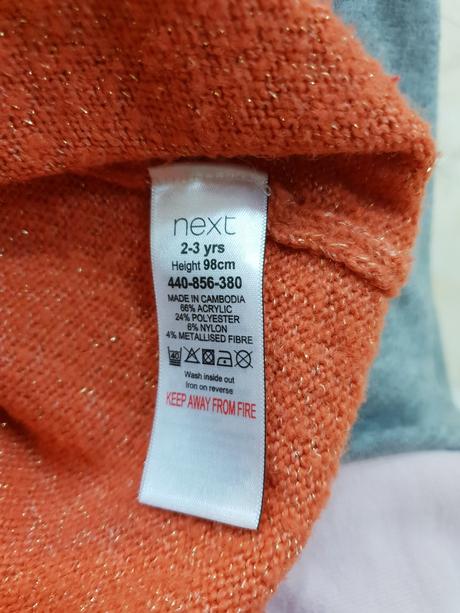 next
2-3 yrs
Height 98cm
440-856-380
MADE IN CAMBODIA
66% ACRYLIC
24% POLYESTER
6% NYLON
4% METALLISED FIBRE
40
Wash inside out
Iron on reverse
KEEP AWAY FROM FIRE